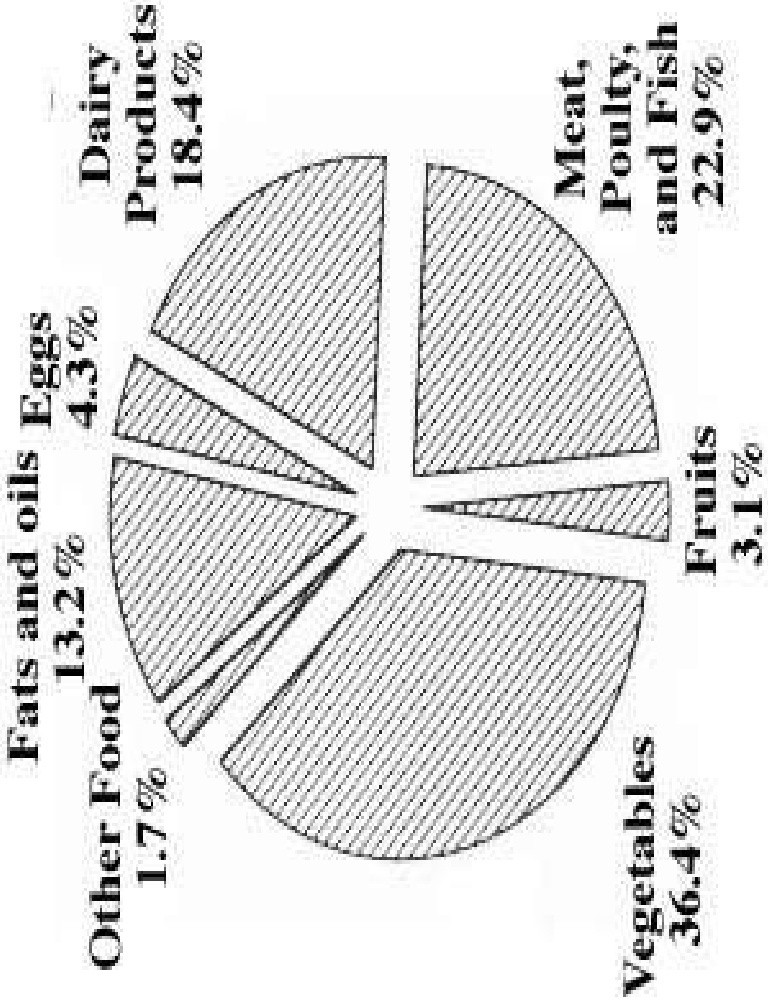 Dairy
Products
18.4%
Meat,
Poulty,
and Fish
22.9%
Eggs
4.3%
Fats and oils
13.2%
Fruits
3.1%
Other Food
1.7%
Vegetables
36.4%